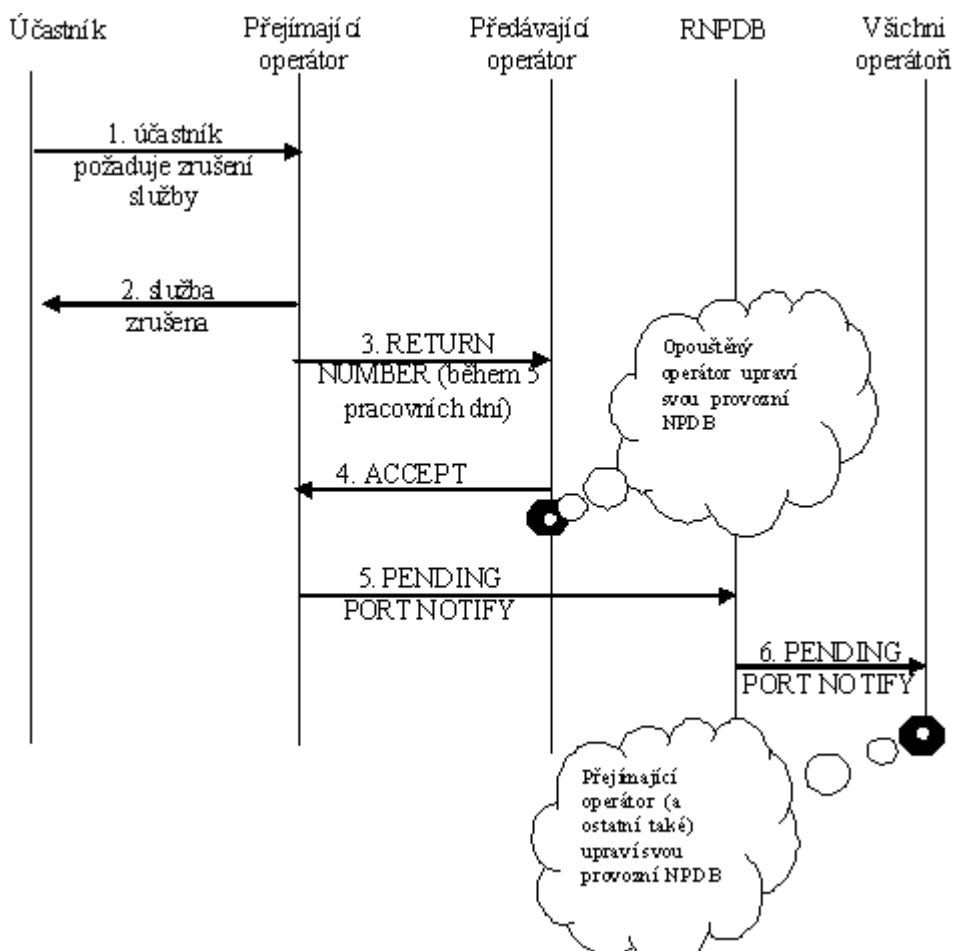 Účastník
Přejímající
operátor
Předávající
operátor
RNPDB
Všichni
operátoři
1. účastník
požaduje zrušení
služby
2. služba
zrušena
3. RETURN
NUMBER (během 5
pracovních dní)
Opouštěný
operátor upraví
svou provozní
NPDB
4. ACCEPT
5. PENDING
PORT NOTIFY
6. PENDING
PORT NOTIFY
Přejímající
operátor (a
ostatní také)
upraví svou
provozní NPDB